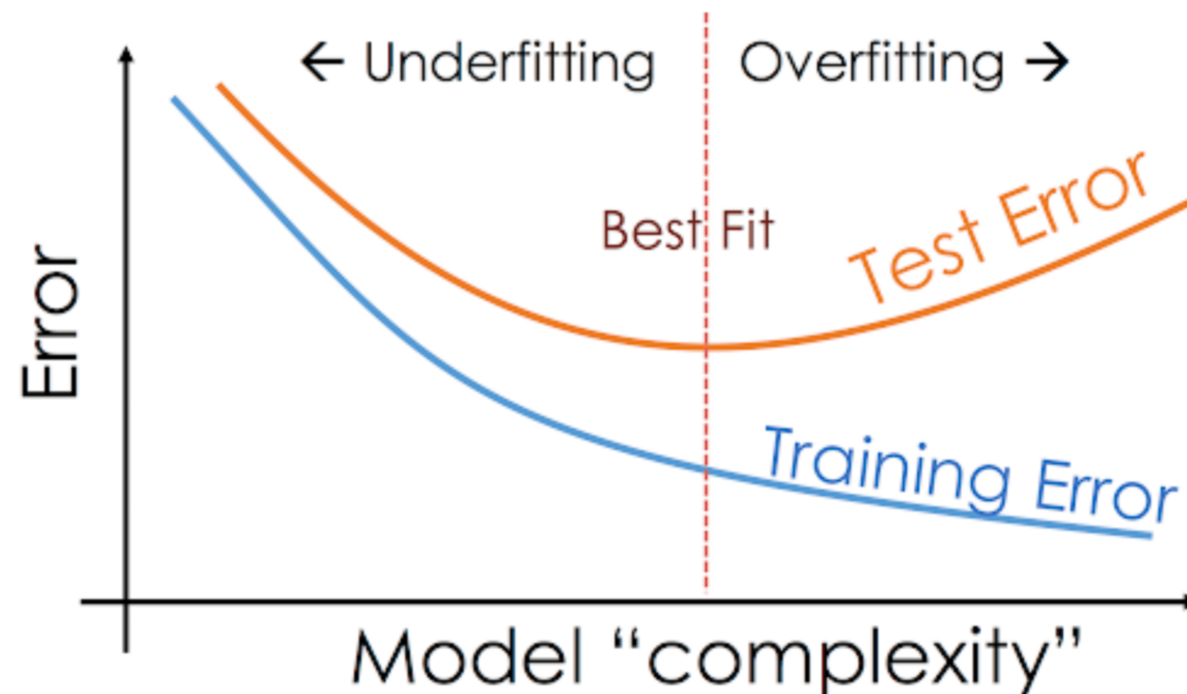 ← Underfitting
Overfitting →
Best Fit
Test Error
Error
Training Error
Model “complexity”